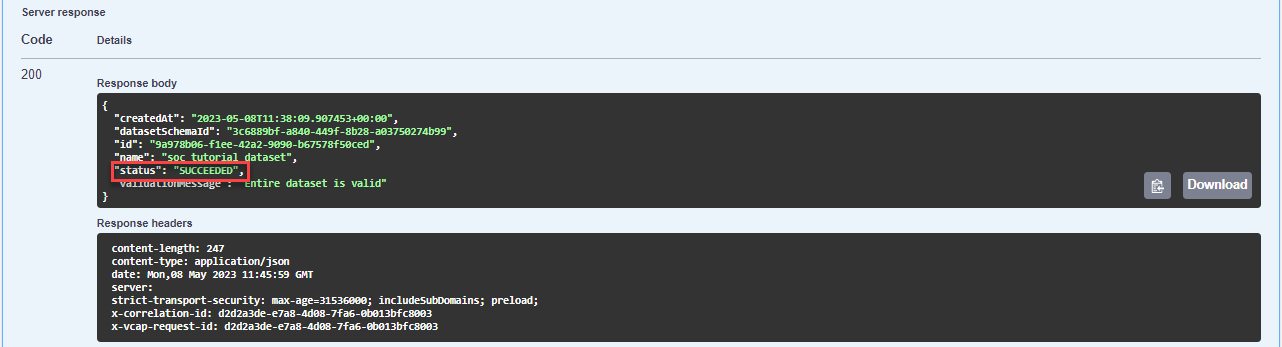 Server response
Code Details
200
Response body
{
"createdAt": "2023-05-08T11:38:09.907453+00:00",
"datasetSchemaId": "3c6889bf-a840-449f-8b28-a03750274b99",
"id": "9a978b06-f1ee-42a2-9090-b67578f50ced",
"name": "soc tutorial dataset",
"status": "SUCCEEDED",
"validationMessage": "Entire dataset is valid"
}
Download
Response headers
content-length: 247
content-type: application/json
date: Mon,08 May 2023 11:45:59 GMT
server:
strict-transport-security: max-age=31536000; includeSubDomains; preload;
x-correlation-id: d2d2a3de-e7a8-4d08-7fa6-0b013bfc8003
x-vcap-request-id: d2d2a3de-e7a8-4d08-7fa6-0b013bfc8003